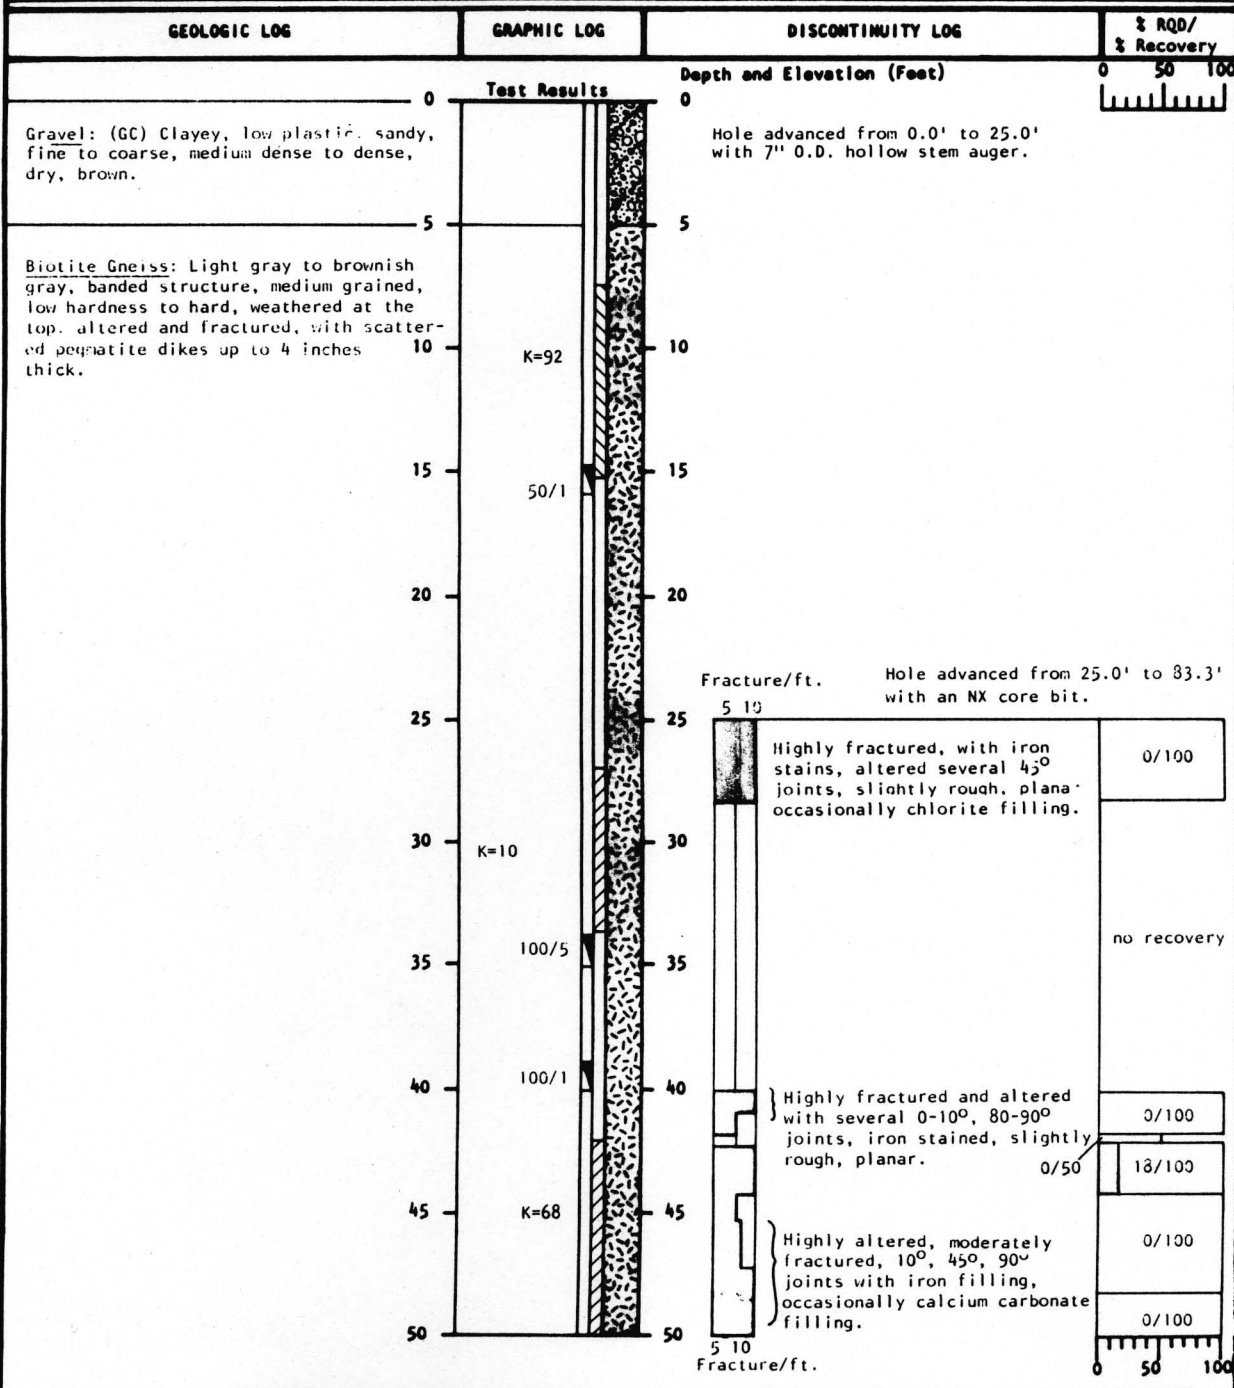 GEOLOGIC LOG
GRAPHIC LOG
DISCONTINUITY LOG
% RQD/
% Recovery
Test Results
Depth and Elevation (Feet)
0 50 100
0
0
Gravel: (GC) Clayey, low plastic. sandy,
fine to coarse, medium dense to dense,
dry, brown.
Hole advanced from 0.0' to 25.0'
with 7" O.D. hollow stem auger.
5
5
Biotite Gneiss: Light gray to brownish
gray, banded structure, medium grained,
low hardness to hard, weathered at the
top. altered and fractured, with scatter-
ed pegmatite dikes up to 4 inches
thick.
10
K=92
10
15
50/1
15
20
20
Fracture/ft.
5 10
Hole advanced from 25.0' to 83.3'
with an NX core bit.
25
25
Highly fractured, with iron
stains, altered several 45°
joints, slightly rough, plana
occasionally chlorite filling.
0/100
30
K=10
30
no recovery
35
100/5
35
40
100/1
40
Highly fractured and altered
with several 0-10°, 80-90°
joints, iron stained, slightly
rough, planar.
0/100
0/50
18/100
45
K=68
45
Highly altered, moderately
fractured, 10°, 45°, 90°
joints with iron filling,
occasionally calcium carbonate
filling.
0/100
0/100
50
50
5 10
Fracture/ft.
0 50 100